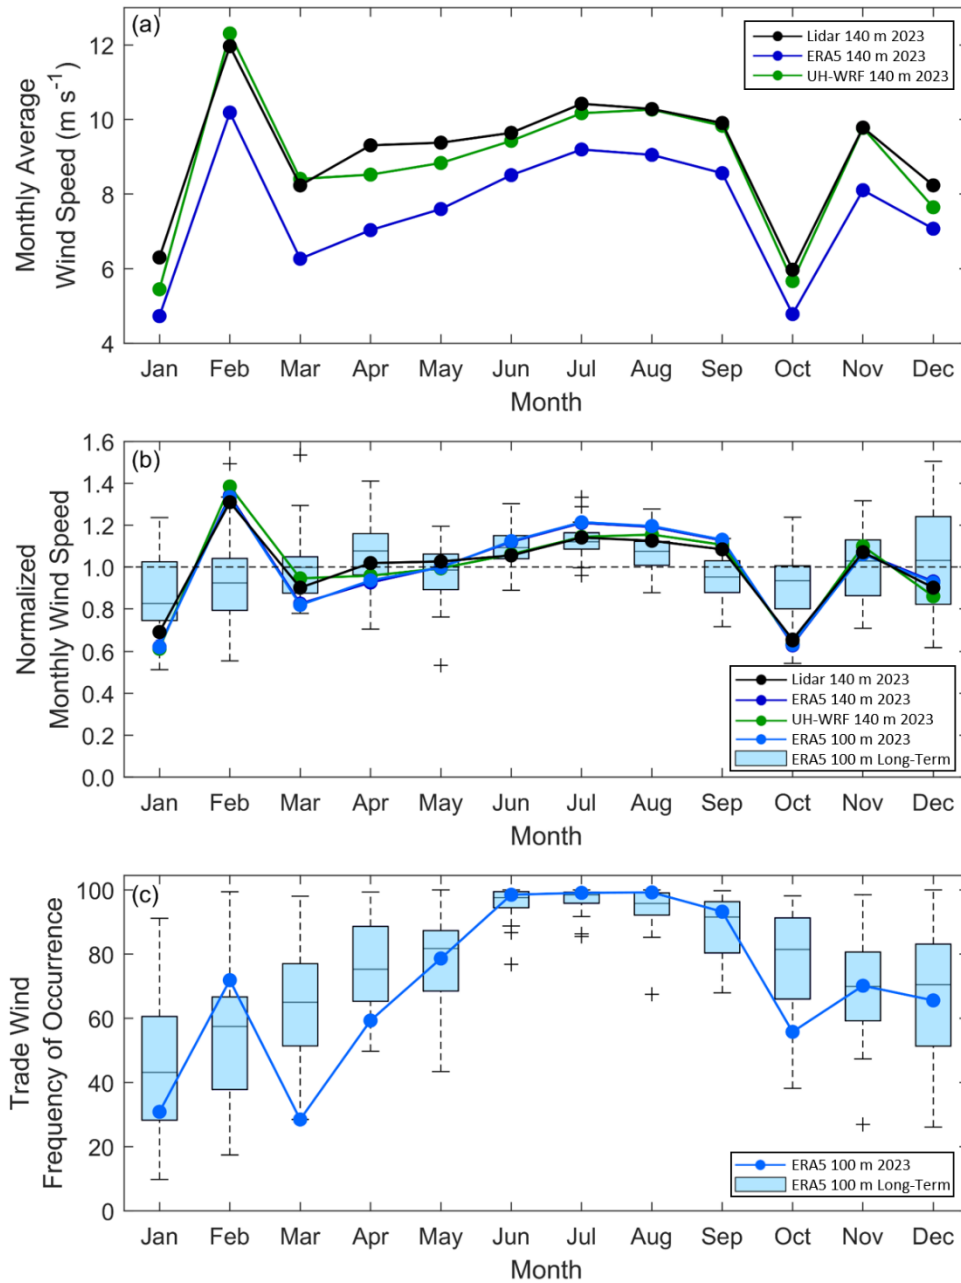 (a)
Lidar 140 m 2023
ERA5 140 m 2023
UH-WRF 140 m 2023
Monthly Average
Wind Speed (m s⁻¹)
12
10
8
6
4
Jan Feb Mar Apr May Jun Jul Aug Sep Oct Nov Dec
Month
(b)
Normalized
Monthly Wind Speed
1.6
1.4
1.2
1.0
0.8
0.6
0.4
0.2
0.0
Lidar 140 m 2023
ERA5 140 m 2023
UH-WRF 140 m 2023
ERA5 100 m 2023
ERA5 100 m Long-Term
Jan Feb Mar Apr May Jun Jul Aug Sep Oct Nov Dec
Month
(c)
Trade Wind
Frequency of Occurrence
100
80
60
40
20
0
ERA5 100 m 2023
ERA5 100 m Long-Term
Jan Feb Mar Apr May Jun Jul Aug Sep Oct Nov Dec
Month